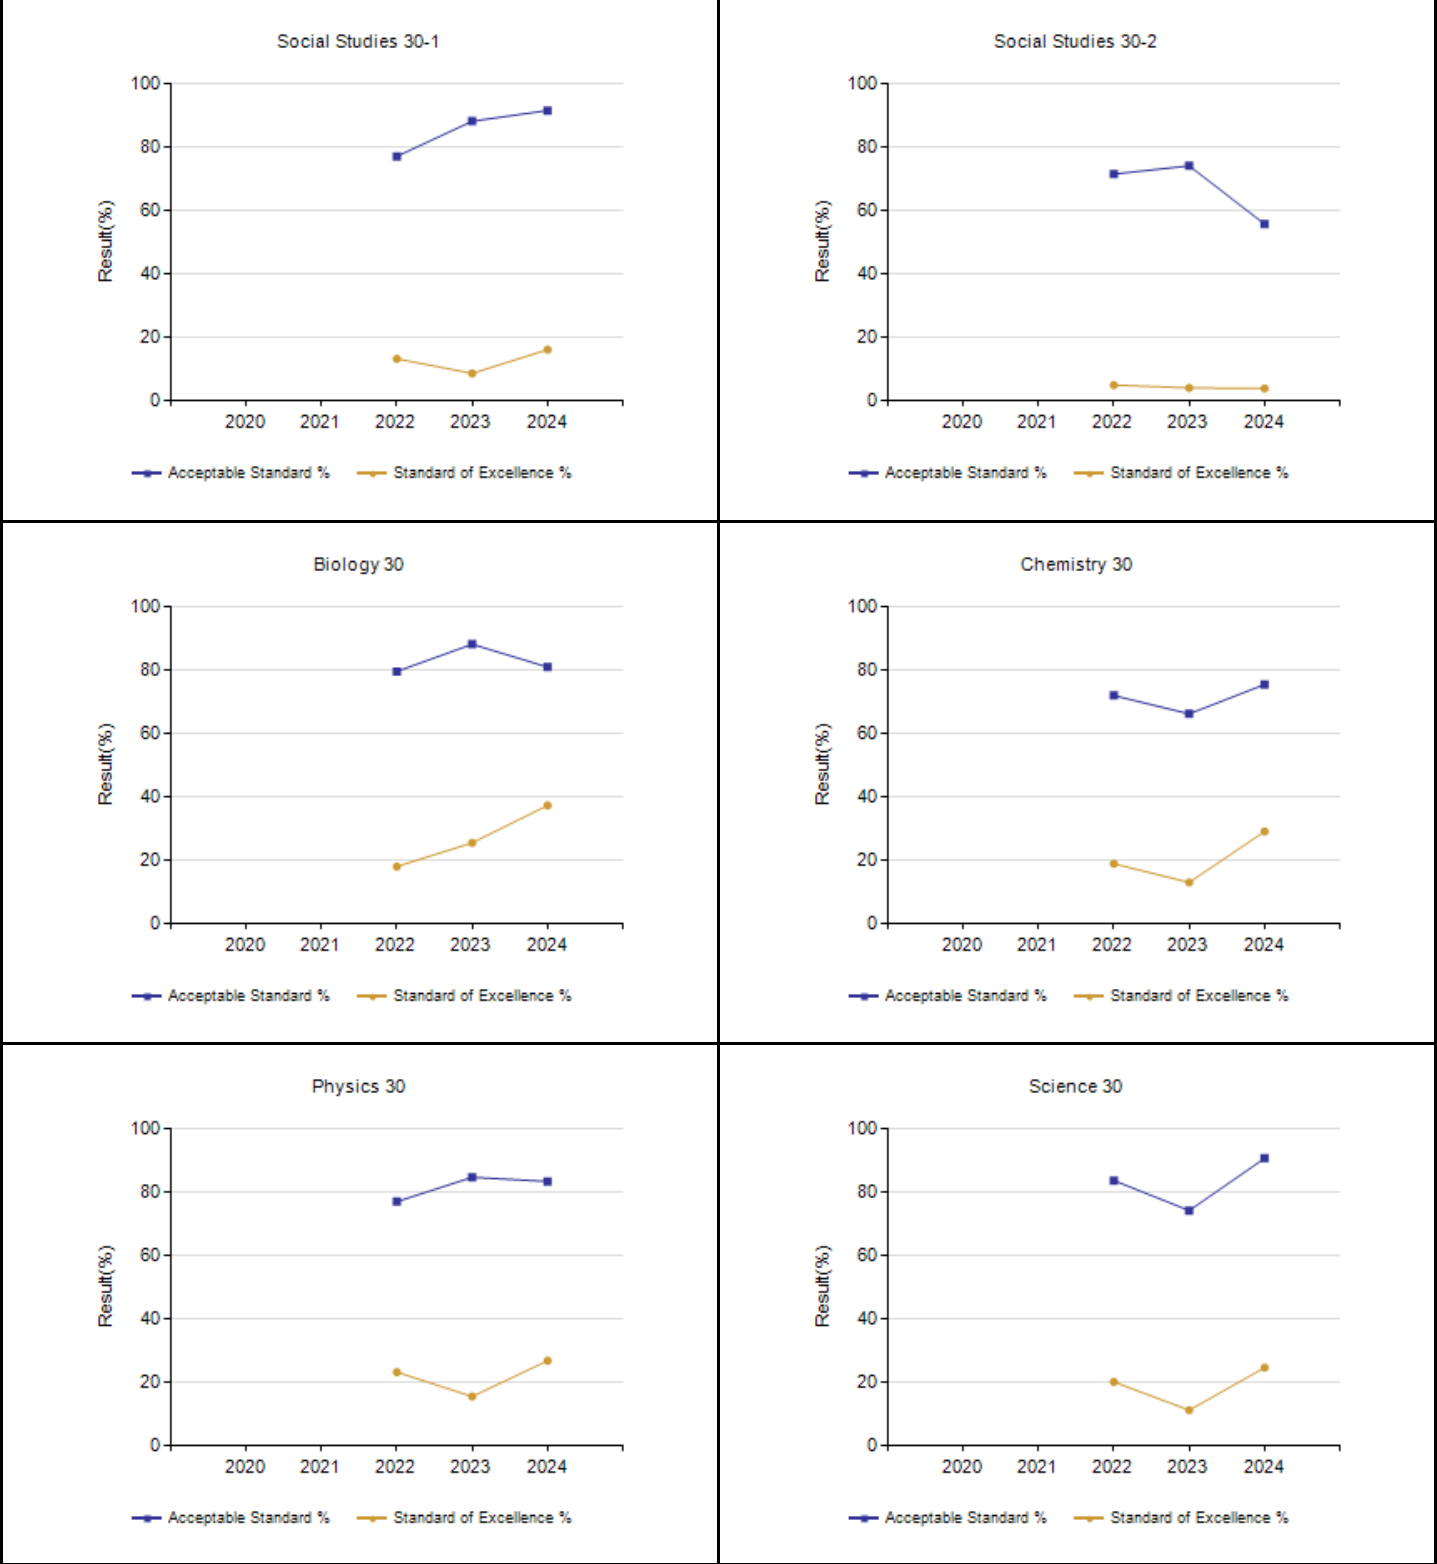 Social Studies 30-1
100
80
60
40
20
0
Result(%)
2020 2021 2022 2023 2024
Acceptable Standard % Standard of Excellence %
Social Studies 30-2
100
80
60
40
20
0
Result(%)
2020 2021 2022 2023 2024
Acceptable Standard % Standard of Excellence %
Biology 30
100
80
60
40
20
0
Result(%)
2020 2021 2022 2023 2024
Acceptable Standard % Standard of Excellence %
Chemistry 30
100
80
60
40
20
0
Result(%)
2020 2021 2022 2023 2024
Acceptable Standard % Standard of Excellence %
Physics 30
100
80
60
40
20
0
Result(%)
2020 2021 2022 2023 2024
Acceptable Standard % Standard of Excellence %
Science 30
100
80
60
40
20
0
Result(%)
2020 2021 2022 2023 2024
Acceptable Standard % Standard of Excellence %